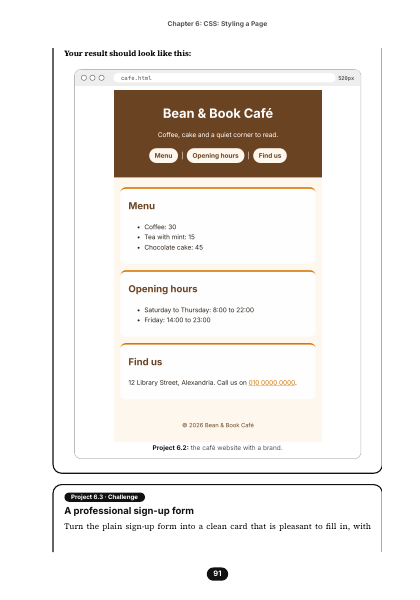 Chapter 6: CSS: Styling a Page
Your result should look like this:
cafe.html
520px
Bean & Book Café
Coffee, cake and a quiet corner to read.
Menu | Opening hours | Find us
Menu
• Coffee: 30
• Tea with mint: 15
• Chocolate cake: 45
Opening hours
• Saturday to Thursday: 8:00 to 22:00
• Friday: 14:00 to 23:00
Find us
12 Library Street, Alexandria. Call us on 010 0000 0000.
© 2026 Bean & Book Café
Project 6.2: the café website with a brand.
Project 6.3 · Challenge
A professional sign-up form
Turn the plain sign-up form into a clean card that is pleasant to fill in, with
91